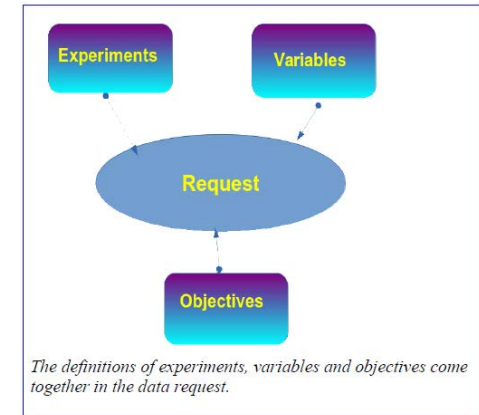 Experiments
Variables
Request
Objectives
The definitions of experiments, variables and objectives come
together in the data request.